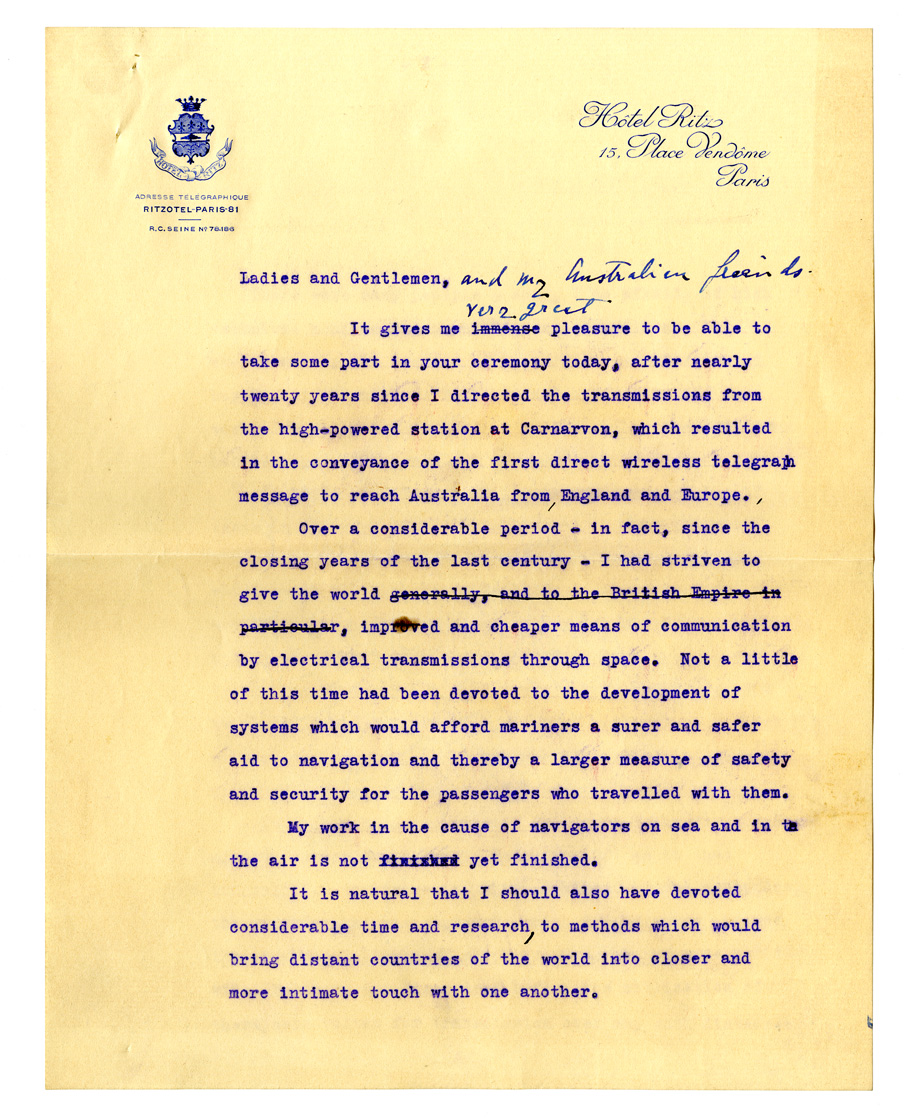 HOTEL RITZ
ADRESSE TELEGRAPHIQUE
RITZOTEL-PARIS-81
R.C. SEINE Nº 78.186
Hôtel Ritz
15, Place Vendôme
Paris
Ladies and Gentlemen, and my Australian friends.
very great
It gives me immense pleasure to be able to
take some part in your ceremony today, after nearly
twenty years since I directed the transmissions from
the high-powered station at Carnarvon, which resulted
in the conveyance of the first direct wireless telegraph
message to reach Australia from, England and Europe. ,
Over a considerable period - in fact, since the
closing years of the last century - I had striven to
give the world generally, and to the British Empire in
particular, improved and cheaper means of communication
by electrical transmissions through space. Not a little
of this time had been devoted to the development of
systems which would afford mariners a surer and safer
aid to navigation and thereby a larger measure of safety
and security for the passengers who travelled with them.
My work in the cause of navigators on sea and in
the air is not finished yet finished.
It is natural that I should also have devoted
considerable time and research, to methods which would
bring distant countries of the world into closer and
more intimate touch with one another.